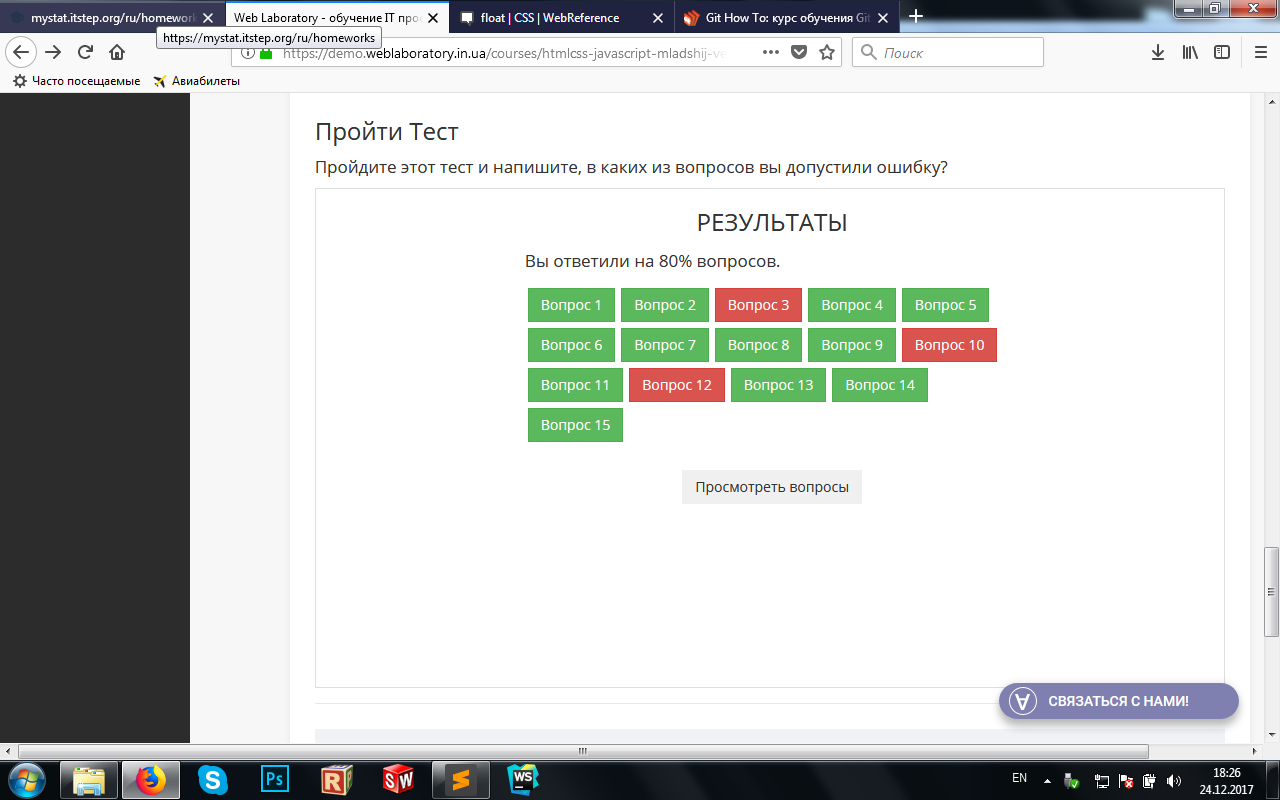 mystat.itstep.org/ru/homework
Web Laboratory - обучение IT про
float | CSS | WebReference
Git How To: курс обучения Gi
https://mystat.itstep.org/ru/homeworks
https://demo.weblaboratory.in.ua/courses/htmlcss-javascript-mladshij-ve
Поиск
Часто посещаемые
Авиабилеты
Пройти Тест
Пройдите этот тест и напишите, в каких из вопросов вы допустили ошибку?
РЕЗУЛЬТАТЫ
Вы ответили на 80% вопросов.
Вопрос 1 Вопрос 2 Вопрос 3 Вопрос 4 Вопрос 5
Вопрос 6 Вопрос 7 Вопрос 8 Вопрос 9 Вопрос 10
Вопрос 11 Вопрос 12 Вопрос 13 Вопрос 14
Вопрос 15
Просмотреть вопросы
СВЯЗАТЬСЯ С НАМИ!
Ps
R
SW
S
WS
EN
18:26
24.12.2017